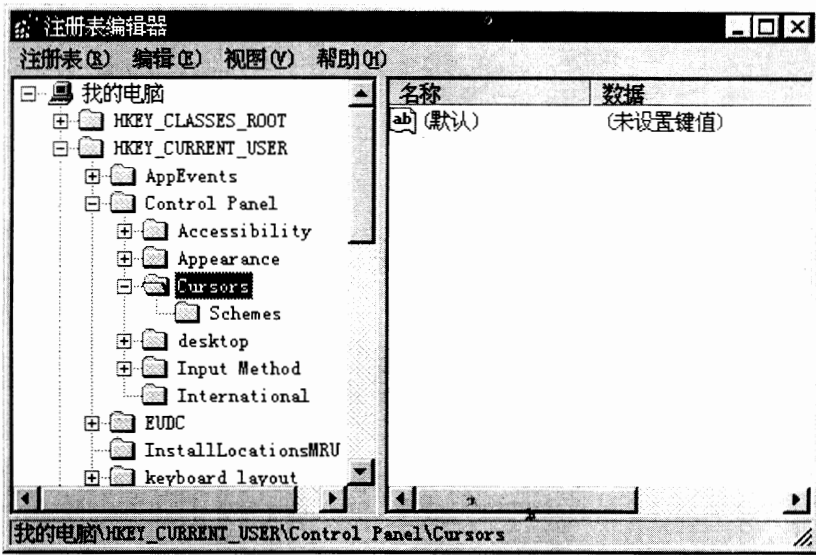 注册表编辑器
注册表(R) 编辑(E) 视图(V) 帮助(H)
我的电脑
HKEY_CLASSES_ROOT
HKEY_CURRENT_USER
AppEvents
Control Panel
Accessibility
Appearance
Cursors
Schemes
desktop
Input Method
International
EUDC
InstallLocationsMRU
keyboard layout
名称 数据
ab (默认) (未设置键值)
我的电脑\HKEY_CURRENT_USER\Control Panel\Cursors